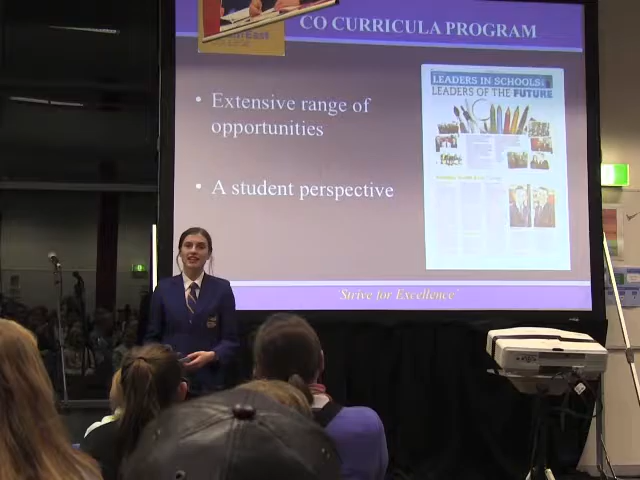 CO CURRICULA PROGRAM
LEADERS IN SCHOOLS:
LEADERS OF THE FUTURE
• Extensive range of
opportunities
• A student perspective
'Strive for Excellence'